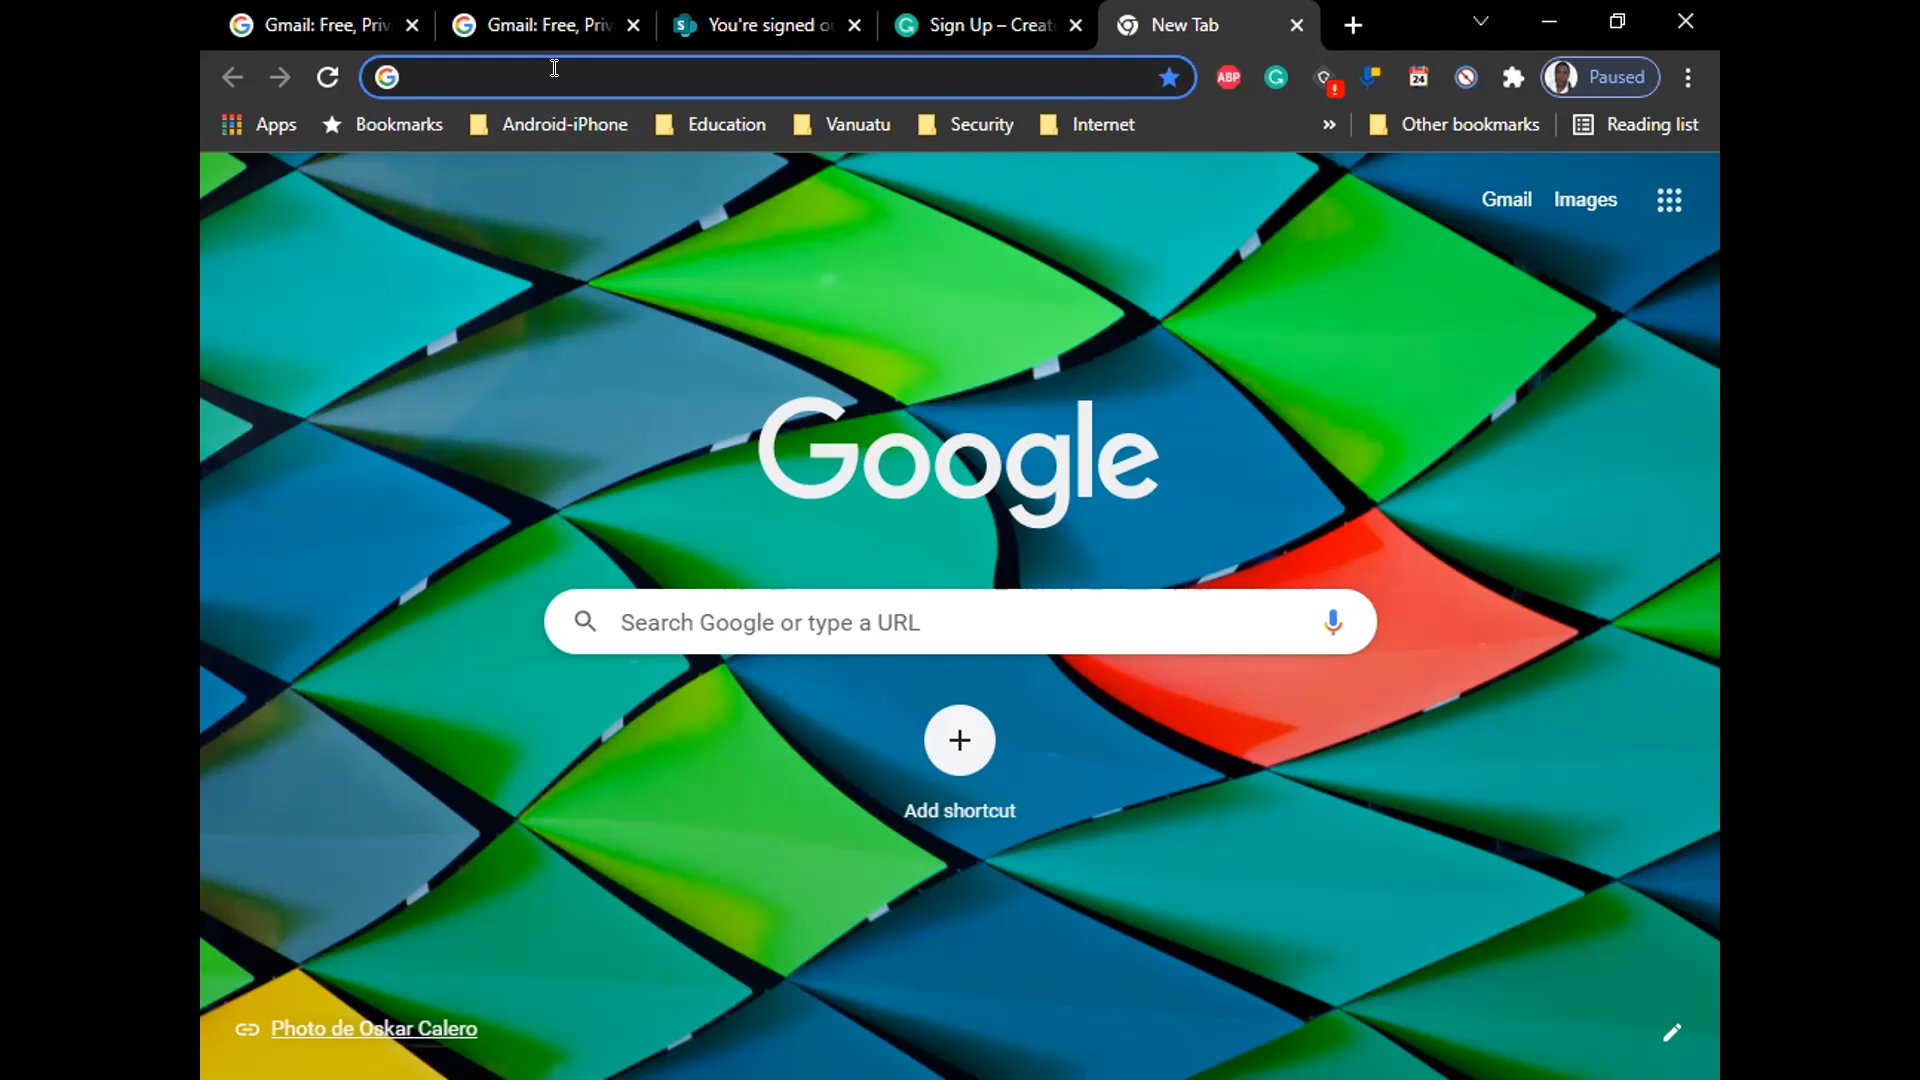 Gmail: Free, Priv
Gmail: Free, Priv
You're signed o
Sign Up – Create
New Tab
ABP
24
Paused
Apps
Bookmarks
Android-iPhone
Education
Vanuatu
Security
Internet
»
Other bookmarks
Reading list
Gmail
Images
Google
Search Google or type a URL
Add shortcut
Photo de Oskar Calero